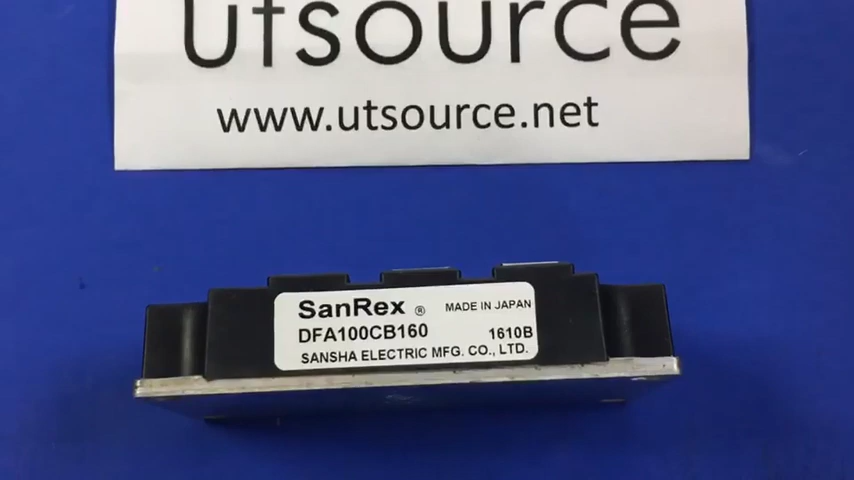 utsource
www.utsource.net
SanRex ® MADE IN JAPAN
DFA100CB160 1610B
SANSHA ELECTRIC MFG. CO., LTD.